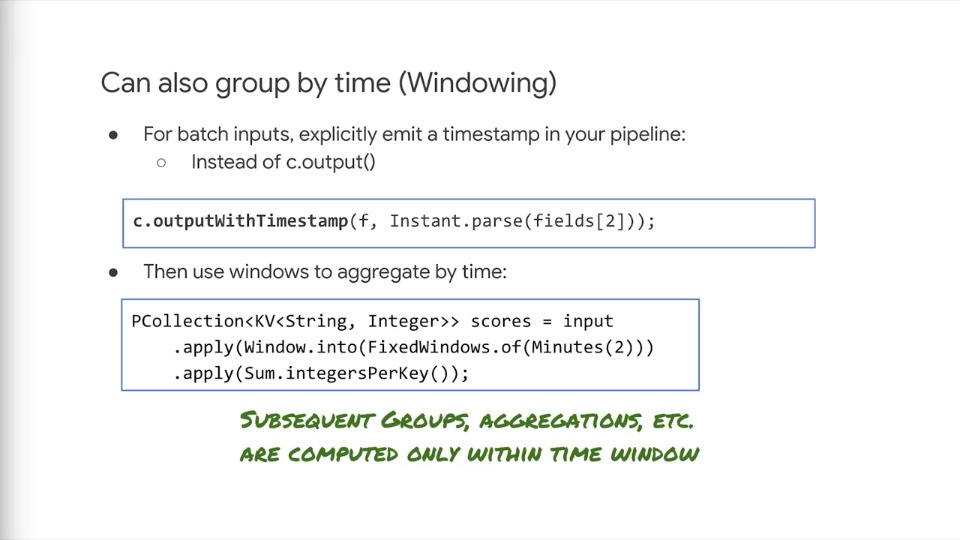 Can also group by time (Windowing)
● For batch inputs, explicitly emit a timestamp in your pipeline:
○ Instead of c.output()
c.outputWithTimestamp(f, Instant.parse(fields[2]));
● Then use windows to aggregate by time:
PCollection<KV<String, Integer>> scores = input
.apply(Window.into(FixedWindows.of(Minutes(2)))
.apply(Sum.integersPerKey());
Subsequent Groups, aggregations, etc.
are computed only within time window